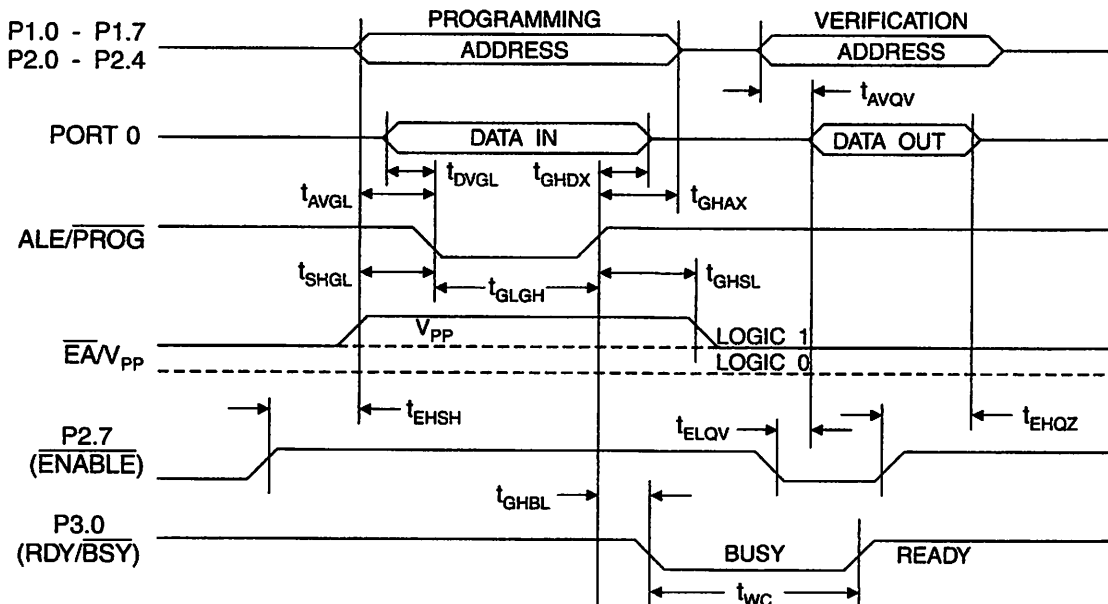 PROGRAMMING
VERIFICATION
P1.0 - P1.7
P2.0 - P2.4
ADDRESS
ADDRESS
tAVQV
PORT 0
DATA IN
DATA OUT
tDVGL
tGHDX
tAVGL
tGHAX
ALE/PROG
tSHGL
tGLGH
tGHSL
VPP
LOGIC 1
EA/VPP
LOGIC 0
tEHSH
tELQV
tEHQZ
P2.7
(ENABLE)
tGHBL
P3.0
(RDY/BSY)
BUSY
READY
tWC